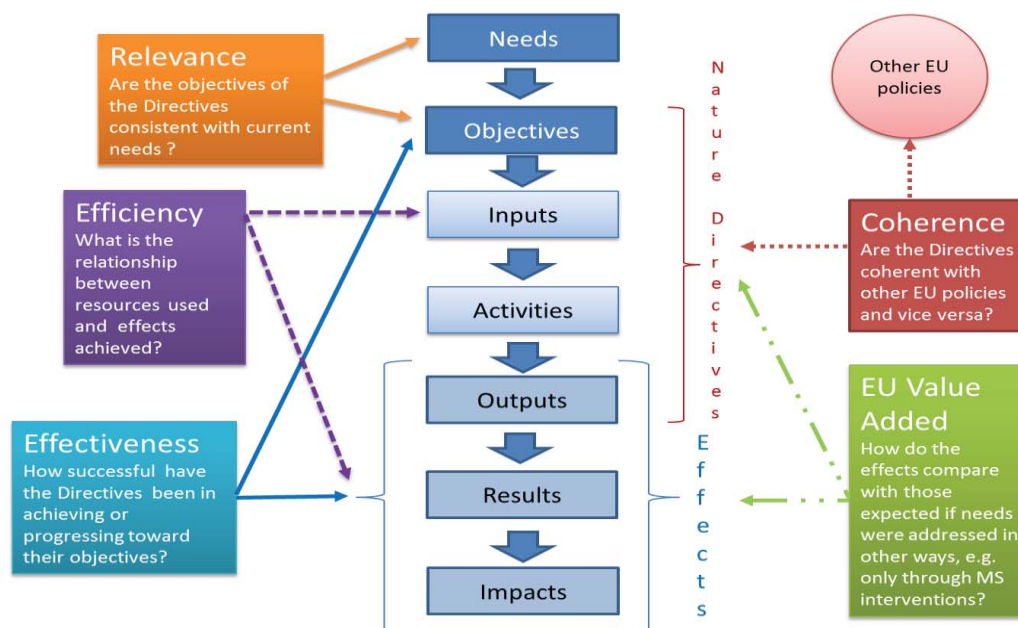 Relevance
Are the objectives of
the Directives
consistent with current
needs ?
Efficiency
What is the
relationship
between
resources used
and effects
achieved?
Effectiveness
How successful have
the Directives been in
achieving or
progressing toward
their objectives?
Needs
Objectives
Inputs
Activities
Outputs
Results
Impacts
Nature Directives
Effects
Other EU
policies
Coherence
Are the Directives
coherent with
other EU policies
and vice versa?
EU Value
Added
How do the
effects compare
with those
expected if needs
were addressed in
other ways, e.g.
only through MS
interventions?